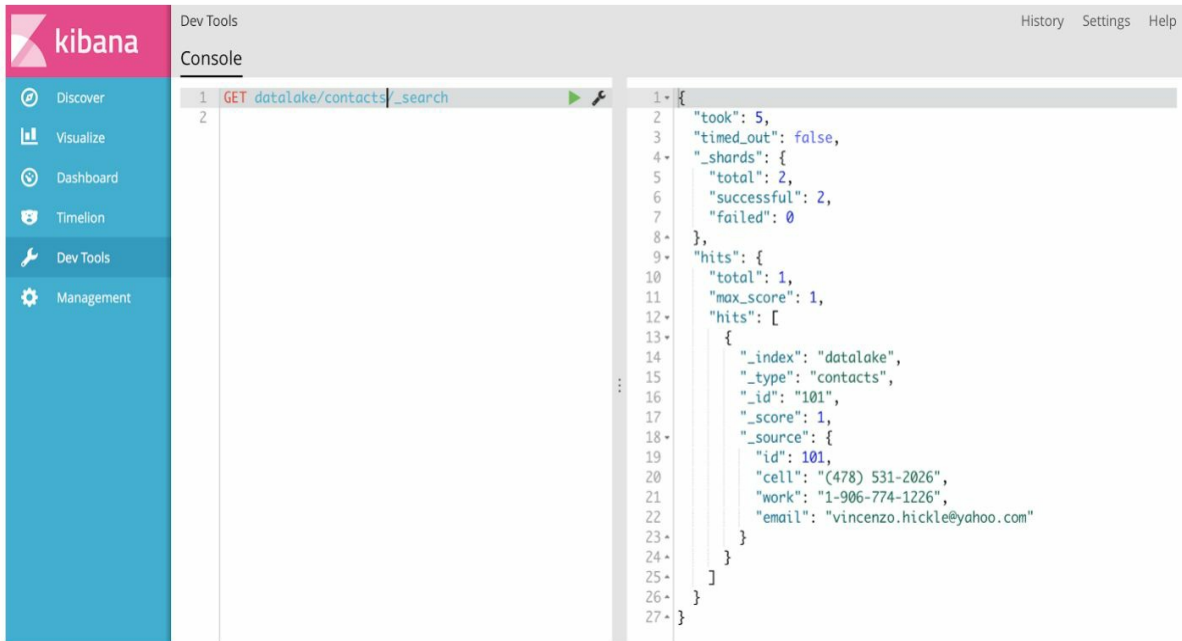 kibana
Discover
Visualize
Dashboard
Timelion
Dev Tools
Management
Dev Tools
History Settings Help
Console
1 GET datalake/contacts/_search
2
1 {
2 "took": 5,
3 "timed_out": false,
4 "_shards": {
5 "total": 2,
6 "successful": 2,
7 "failed": 0
8 },
9 "hits": {
10 "total": 1,
11 "max_score": 1,
12 "hits": [
13 {
14 "_index": "datalake",
15 "_type": "contacts",
16 "_id": "101",
17 "_score": 1,
18 "_source": {
19 "id": 101,
20 "cell": "(478) 531-2026",
21 "work": "1-906-774-1226",
22 "email": "vincenzo.hickle@yahoo.com"
23 }
24 }
25 ]
26 }
27 }